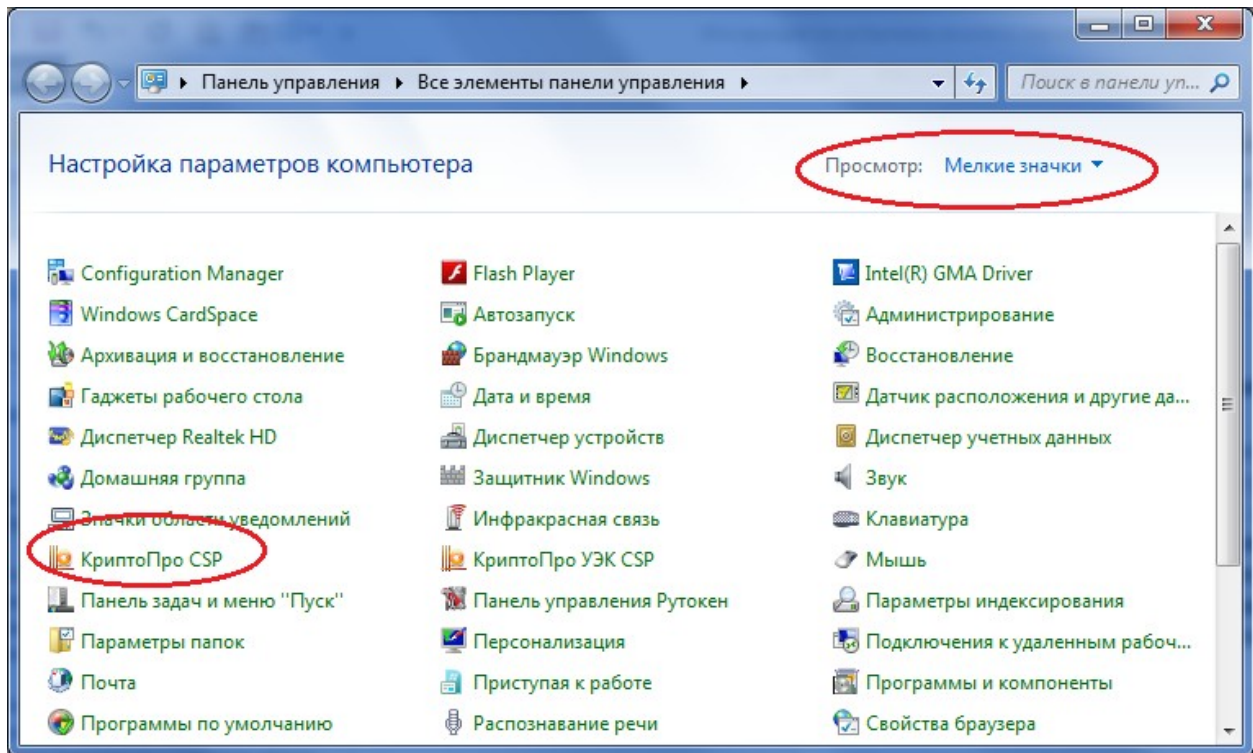 Панель управления ▸ Все элементы панели управления ▸
Поиск в панели уп...
Настройка параметров компьютера
Просмотр: Мелкие значки
Configuration Manager Flash Player Intel(R) GMA Driver
Windows CardSpace Автозапуск Администрирование
Архивация и восстановление Брандмауэр Windows Восстановление
Гаджеты рабочего стола Дата и время Датчик расположения и другие да...
Диспетчер Realtek HD Диспетчер устройств Диспетчер учетных данных
Домашняя группа Защитник Windows Звук
Значки области уведомлений Инфракрасная связь Клавиатура
КриптоПро CSP КриптоПро УЭК CSP Мышь
Панель задач и меню ''Пуск'' Панель управления Рутокен Параметры индексирования
Параметры папок Персонализация Подключения к удаленным рабоч...
Почта Приступая к работе Программы и компоненты
Программы по умолчанию Распознавание речи Свойства браузера